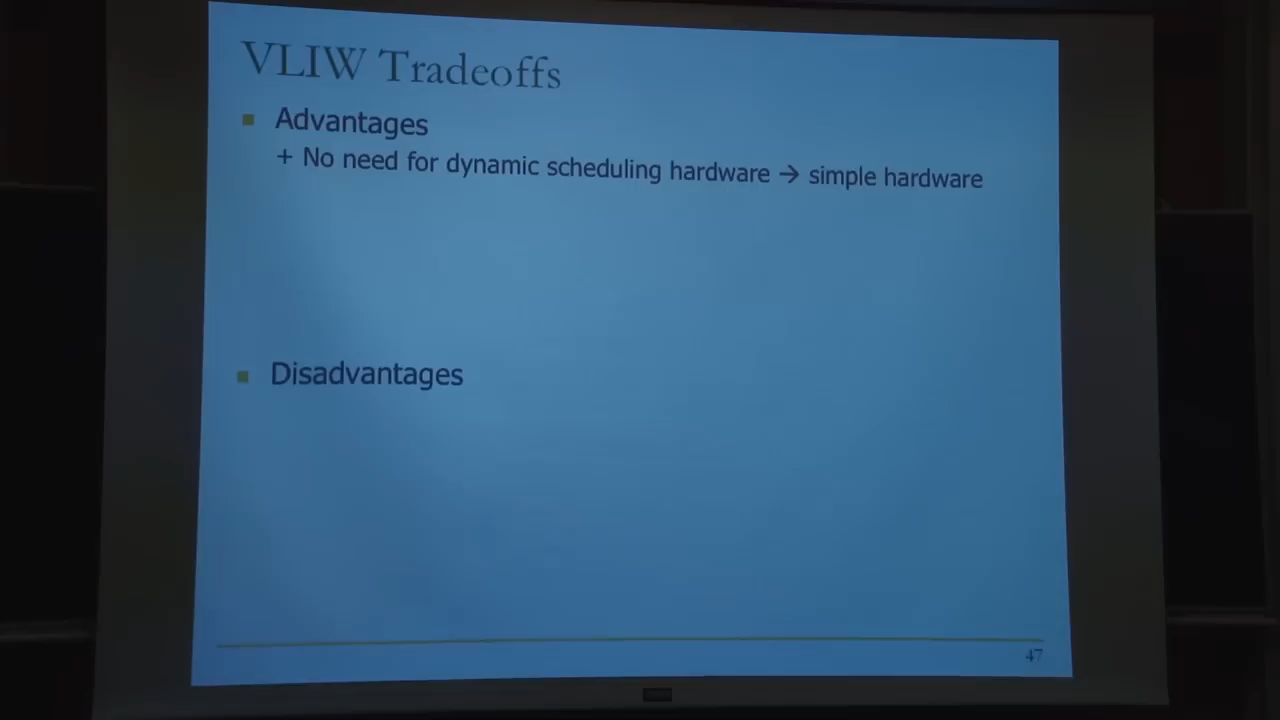 VLIW Tradeoffs
Advantages
+ No need for dynamic scheduling hardware → simple hardware
Disadvantages
47